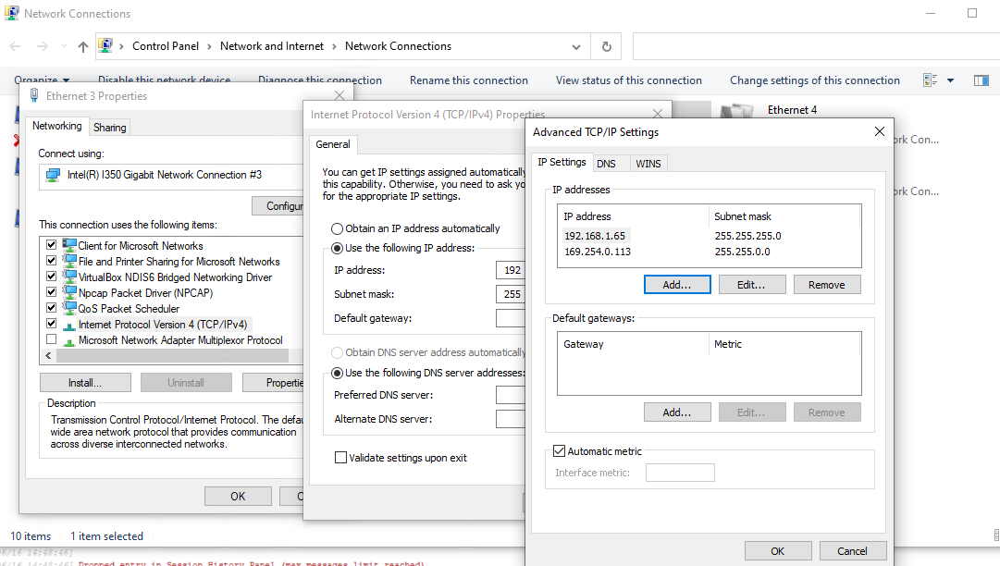 Network Connections
Control Panel > Network and Internet > Network Connections
Organize Disable this network device Diagnose this connection Rename this connection View status of this connection Change settings of this connection
Ethernet 3 Properties
Networking
Sharing
Connect using:
Intel(R) I350 Gigabit Network Connection #3
This connection uses the following items:
Client for Microsoft Networks
File and Printer Sharing for Microsoft Networks
VirtualBox NDIS6 Bridged Networking Driver
Npcap Packet Driver (NPCAP)
QoS Packet Scheduler
Internet Protocol Version 4 (TCP/IPv4)
Microsoft Network Adapter Multiplexor Protocol
Install...
Uninstall
Description
Transmission Control Protocol/Internet Protocol. The
wide area network protocol that provides communication
across diverse interconnected networks.
OK
Internet Protocol Version 4 (TCP/IPv4) Properties
General
You can get IP settings assigned automatically
this capability. Otherwise, you need to ask
for the appropriate IP settings.
Obtain an IP address automatically
Use the following IP address:
IP address: 192
Subnet mask: 255
Default gateway:
Obtain DNS server address automatically
Use the following DNS server addresses:
Preferred DNS server:
Alternate DNS server:
Validate settings upon exit
Ethernet 4
Con...
Con...
Advanced TCP/IP Settings
IP Settings DNS WINS
IP addresses
IP address Subnet mask
192.168.1.65 255.255.255.0
169.254.0.113 255.255.0.0
Add... Edit... Remove
Default gateways:
Gateway Metric
Add... Edit... Remove
Automatic metric
Interface metric:
OK Cancel
10 items 1 item selected
14:48:46]
Dropped entry in Session History Panel (max messages limit reached)